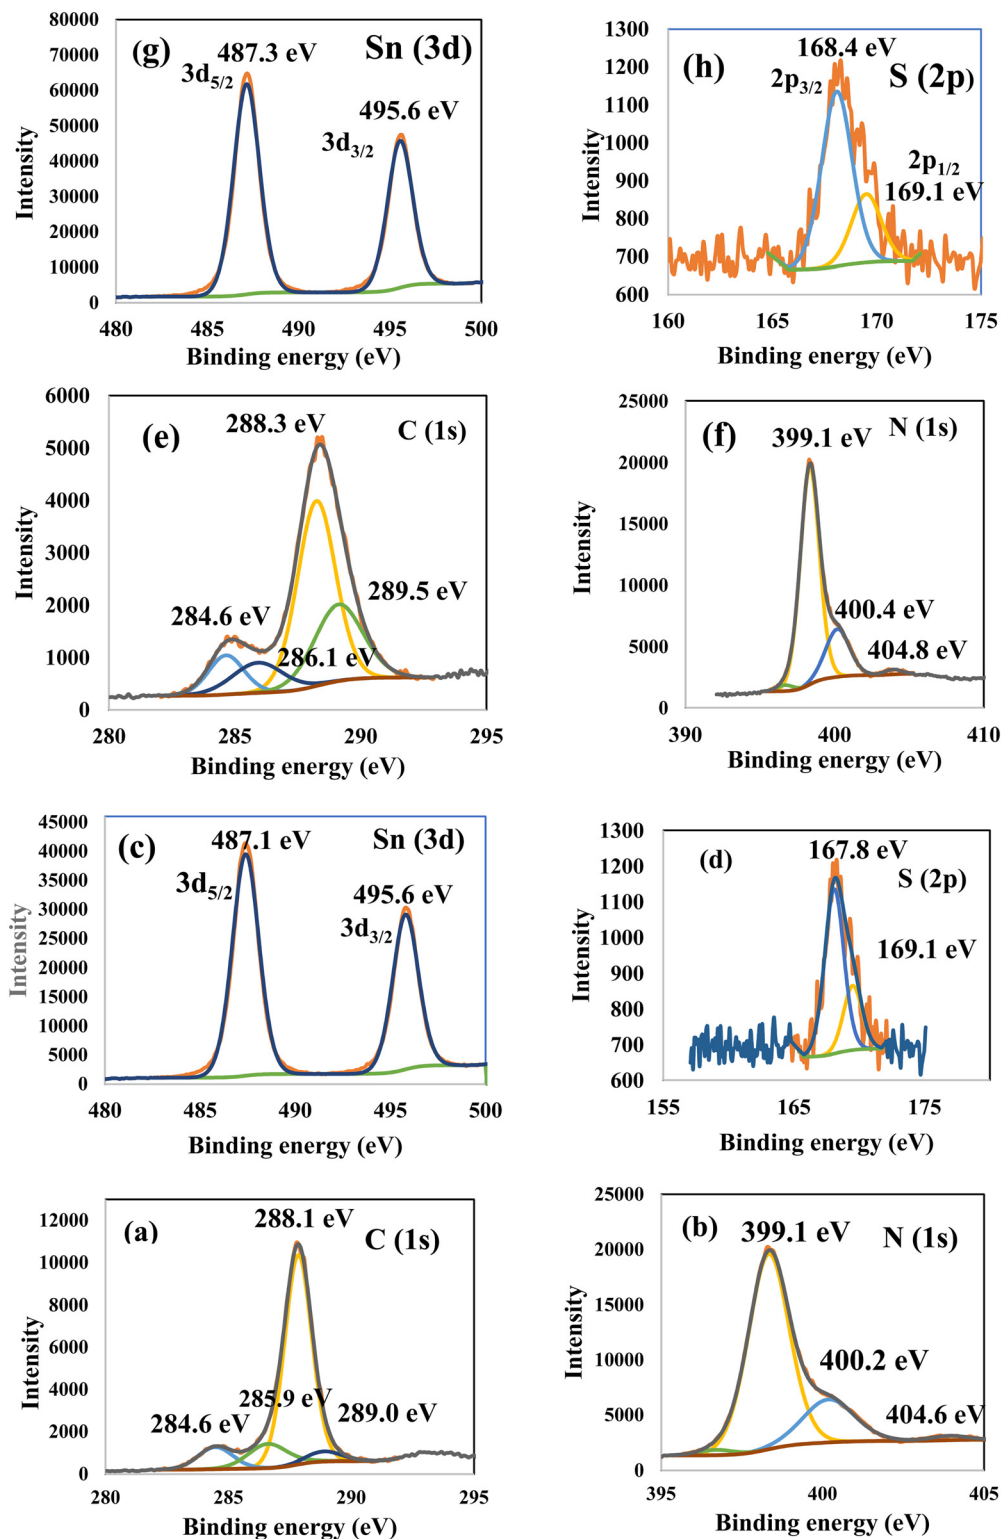 (g)
487.3 eV
Sn (3d)
3d5/2
495.6 eV
3d3/2
Intensity
80000
70000
60000
50000
40000
30000
20000
10000
0
480 485 490 495 500
Binding energy (eV)
(h)
168.4 eV
S (2p)
2p3/2
2p1/2
169.1 eV
Intensity
1300
1200
1100
1000
900
800
700
600
160 165 170 175
Binding energy (eV)
(e)
288.3 eV
C (1s)
289.5 eV
284.6 eV
286.1 eV
Intensity
6000
5000
4000
3000
2000
1000
0
280 285 290 295
Binding energy (eV)
(f)
399.1 eV
N (1s)
400.4 eV
404.8 eV
Intensity
25000
20000
15000
10000
5000
0
390 400 410
Binding energy (eV)
(c)
487.1 eV
Sn (3d)
3d5/2
495.6 eV
3d3/2
Intensity
45000
40000
35000
30000
25000
20000
15000
10000
5000
0
480 485 490 495 500
Binding energy (eV)
(d)
167.8 eV
S (2p)
169.1 eV
Intensity
1300
1200
1100
1000
900
800
700
600
155 165 175
Binding energy (eV)
(a)
288.1 eV
C (1s)
285.9 eV
284.6 eV
289.0 eV
Intensity
12000
10000
8000
6000
4000
2000
0
280 285 290 295
Binding energy (eV)
(b)
399.1 eV
N (1s)
400.2 eV
404.6 eV
Intensity
25000
20000
15000
10000
5000
0
395 400 405
Binding energy (eV)